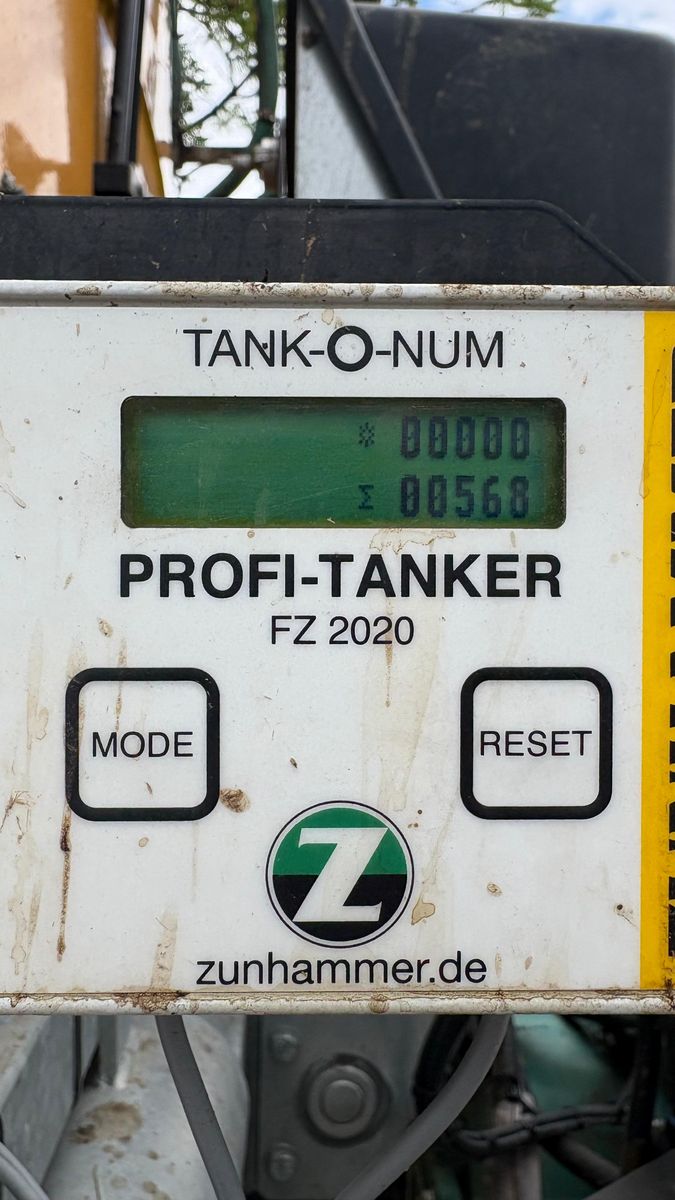 TANK-O-NUM
* 00000
Σ 00568
PROFI-TANKER
FZ 2020
MODE
RESET
Z
zunhammer.de